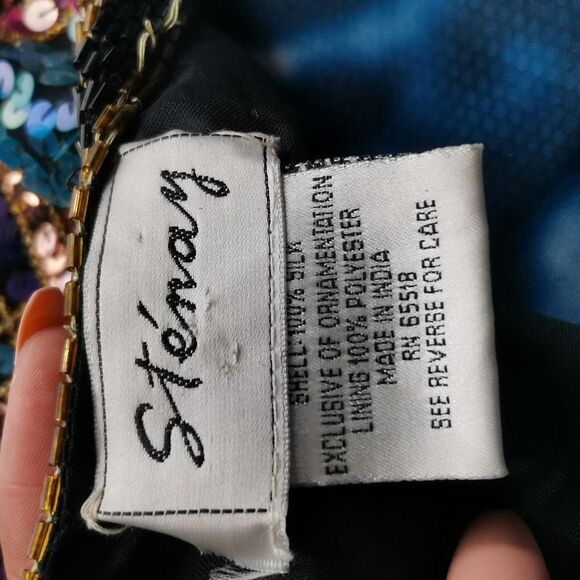 Sténay
SHELL:100% SILK
EXCLUSIVE OF ORNAMENTATION
LINING 100% POLYESTER
MADE IN INDIA
RN 65518
SEE REVERSE FOR CARE